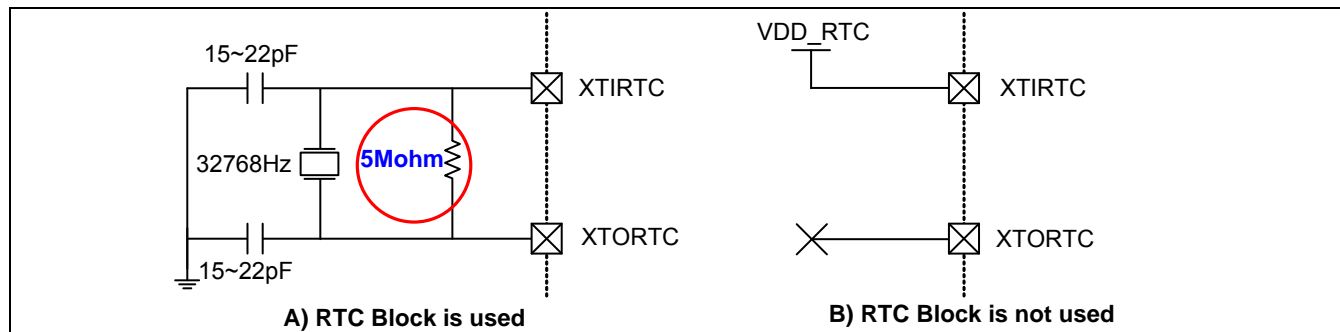 15~22pF
XTIRTC
32768Hz
5Mohm
XTORTC
15~22pF
A) RTC Block is used
VDD_RTC
XTIRTC
XTORTC
B) RTC Block is not used